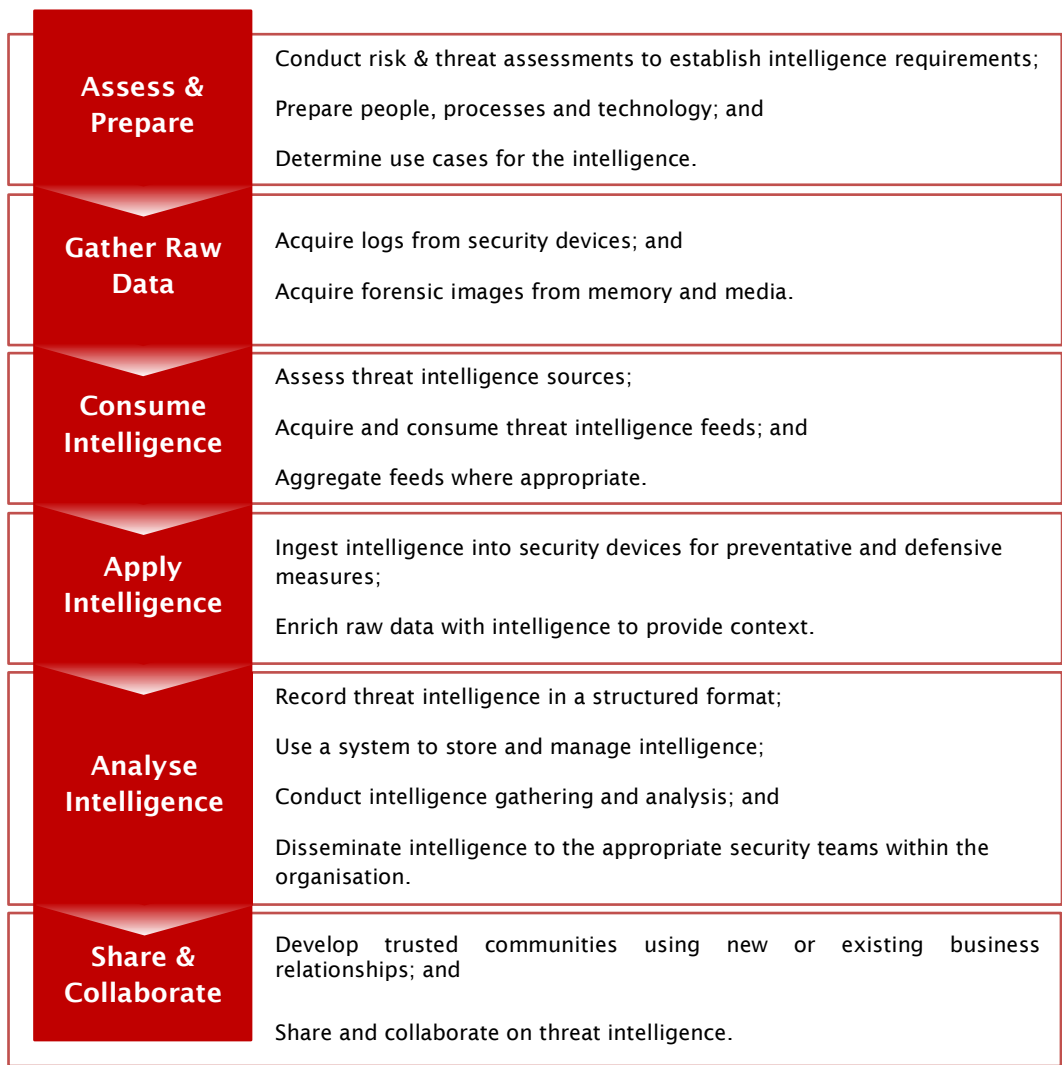 Assess &
Prepare
Conduct risk & threat assessments to establish intelligence requirements;
Prepare people, processes and technology; and
Determine use cases for the intelligence.
Gather Raw
Data
Acquire logs from security devices; and
Acquire forensic images from memory and media.
Consume
Intelligence
Assess threat intelligence sources;
Acquire and consume threat intelligence feeds; and
Aggregate feeds where appropriate.
Apply
Intelligence
Ingest intelligence into security devices for preventative and defensive
measures;
Enrich raw data with intelligence to provide context.
Analyse
Intelligence
Record threat intelligence in a structured format;
Use a system to store and manage intelligence;
Conduct intelligence gathering and analysis; and
Disseminate intelligence to the appropriate security teams within the
organisation.
Share &
Collaborate
Develop trusted communities using new or existing business
relationships; and
Share and collaborate on threat intelligence.